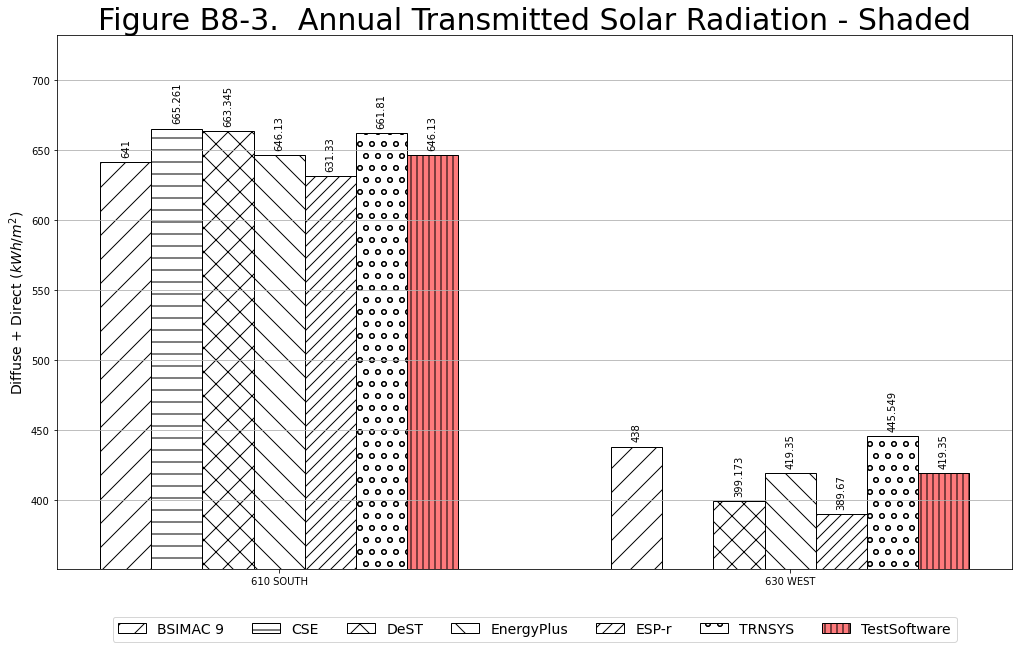 Figure B8-3.  Annual Transmitted Solar Radiation - Shaded
Diffuse + Direct (kWh/m²)
700
650
600
550
500
450
400
641
665.261
663.345
646.13
631.33
661.81
646.13
438
399.173
419.35
389.67
445.549
419.35
610 SOUTH
630 WEST
BSIMAC 9
CSE
DeST
EnergyPlus
ESP-r
TRNSYS
TestSoftware